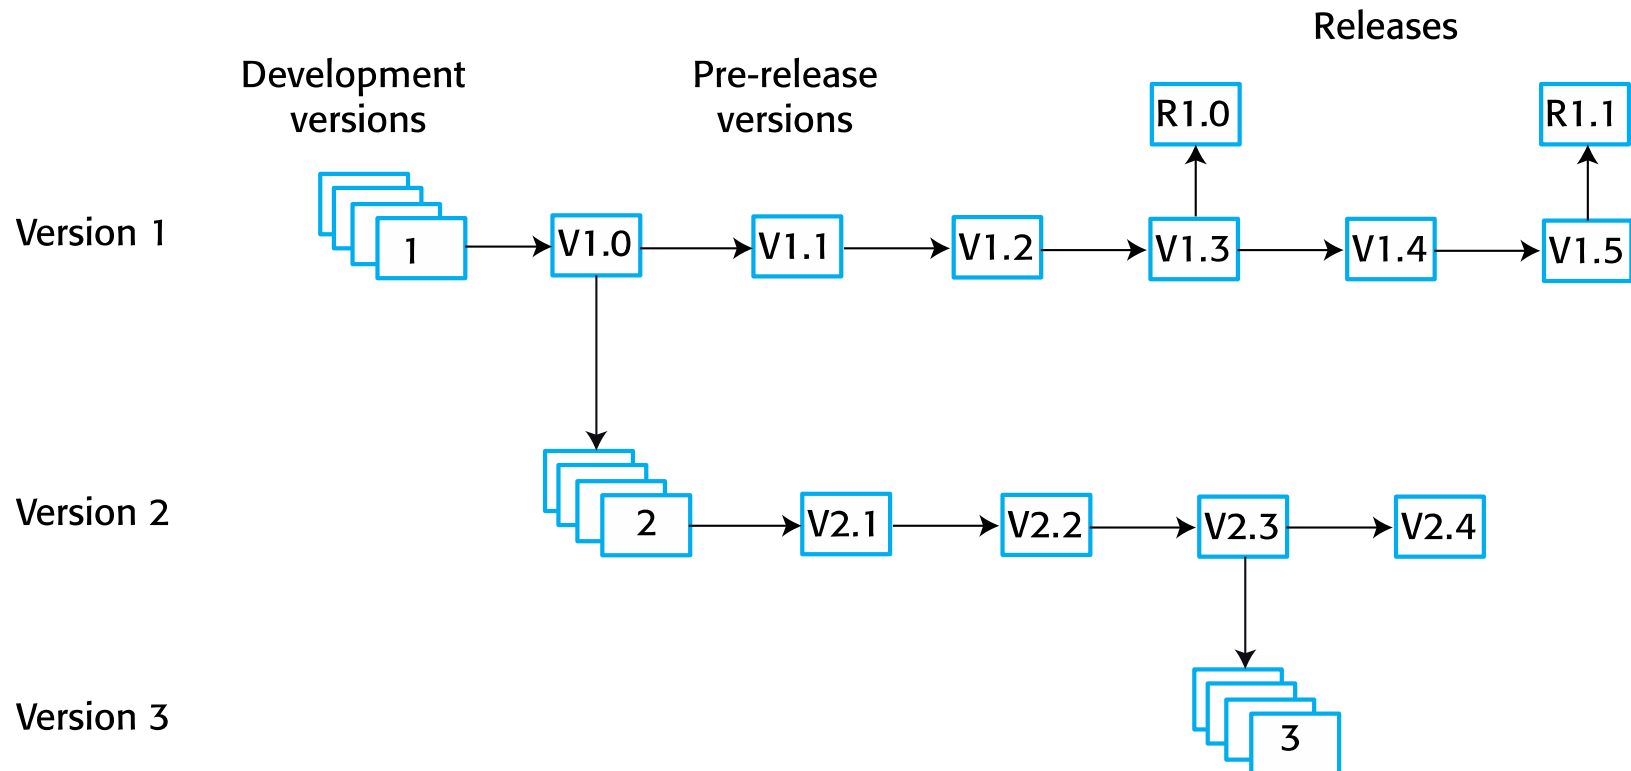 Releases
Development
versions
Pre-release
versions
R1.0
R1.1
Version 1
1
V1.0
V1.1
V1.2
V1.3
V1.4
V1.5
Version 2
2
V2.1
V2.2
V2.3
V2.4
Version 3
3